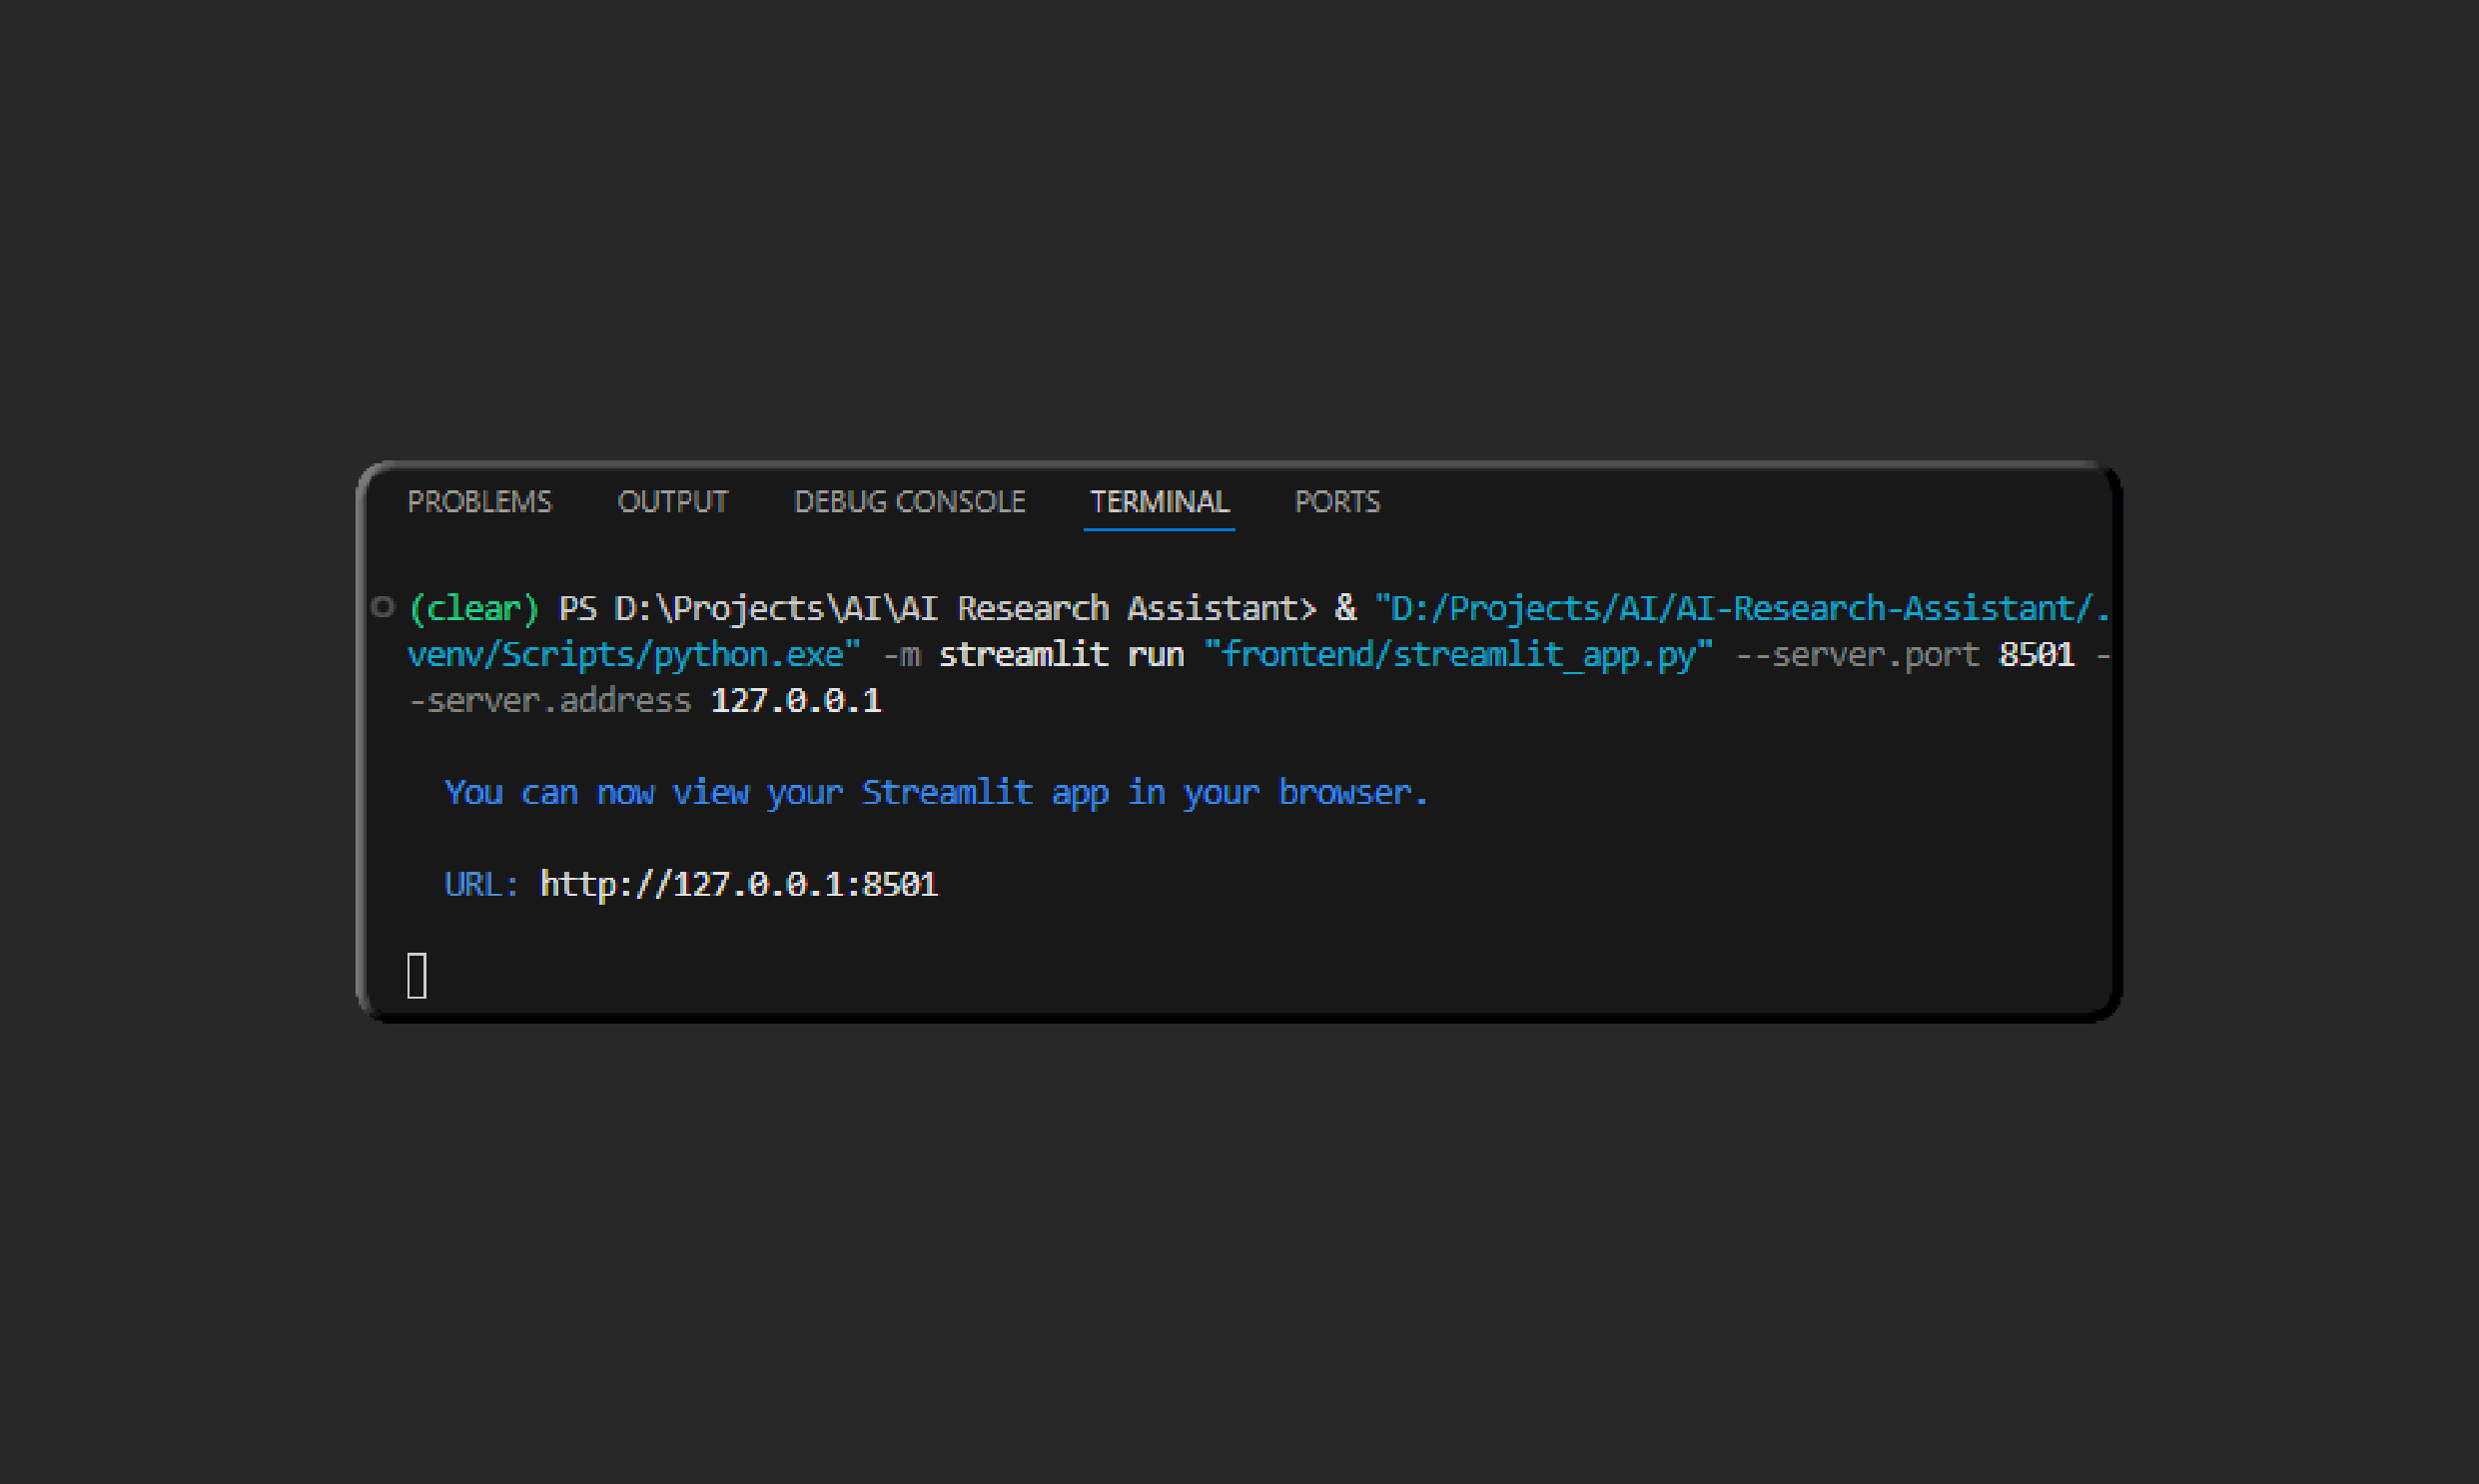 PROBLEMS OUTPUT DEBUG CONSOLE TERMINAL PORTS
(clear) PS D:\Projects\AI\AI Research Assistant> & "D:/Projects/AI/AI-Research-Assistant/.
venv/Scripts/python.exe" -m streamlit run "frontend/streamlit_app.py" --server.port 8501 -
-server.address 127.0.0.1
You can now view your Streamlit app in your browser.
URL: http://127.0.0.1:8501